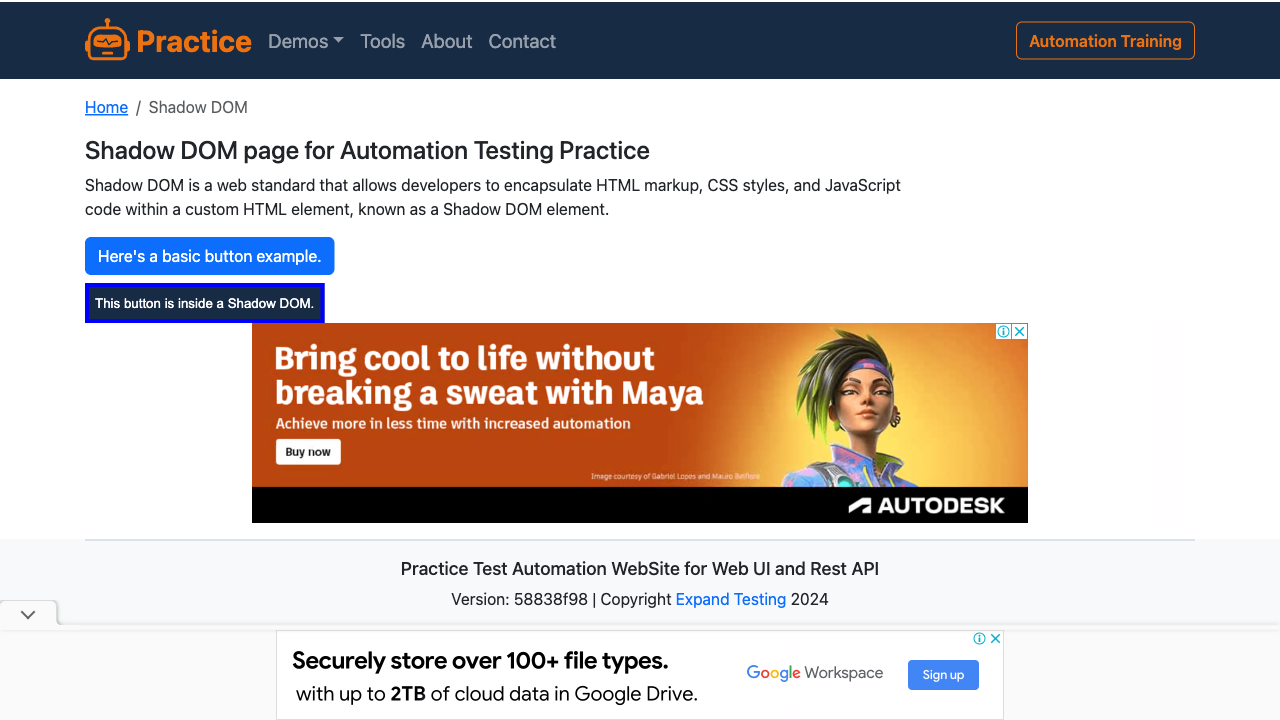 Practice Demos Tools About Contact Automation Training
Home / Shadow DOM
Shadow DOM page for Automation Testing Practice
Shadow DOM is a web standard that allows developers to encapsulate HTML markup, CSS styles, and JavaScript
code within a custom HTML element, known as a Shadow DOM element.
Here's a basic button example.
This button is inside a Shadow DOM.
Bring cool to life without
breaking a sweat with Maya
Achieve more in less time with increased automation
Buy now
Image courtesy of Gabriel Lopes and Mauro Baflioni
AUTODESK
Practice Test Automation WebSite for Web UI and Rest API
Version: 58838f98 | Copyright Expand Testing 2024
Securely store over 100+ file types.
with up to 2TB of cloud data in Google Drive.
Google Workspace
Sign up